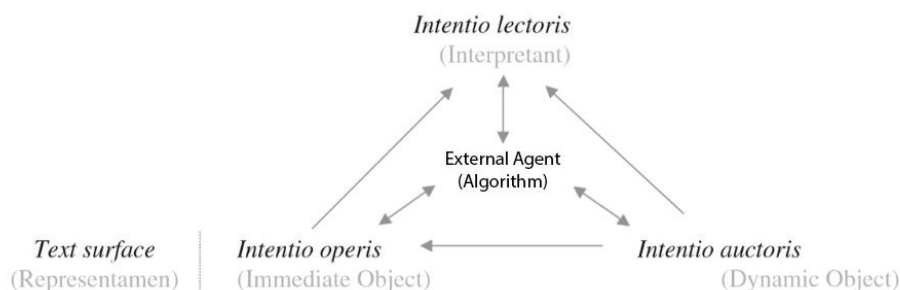 Intentio lectoris
(Interpretant)
External Agent
(Algorithm)
Text surface
(Representamen)
Intentio operis
(Immediate Object)
Intentio auctoris
(Dynamic Object)